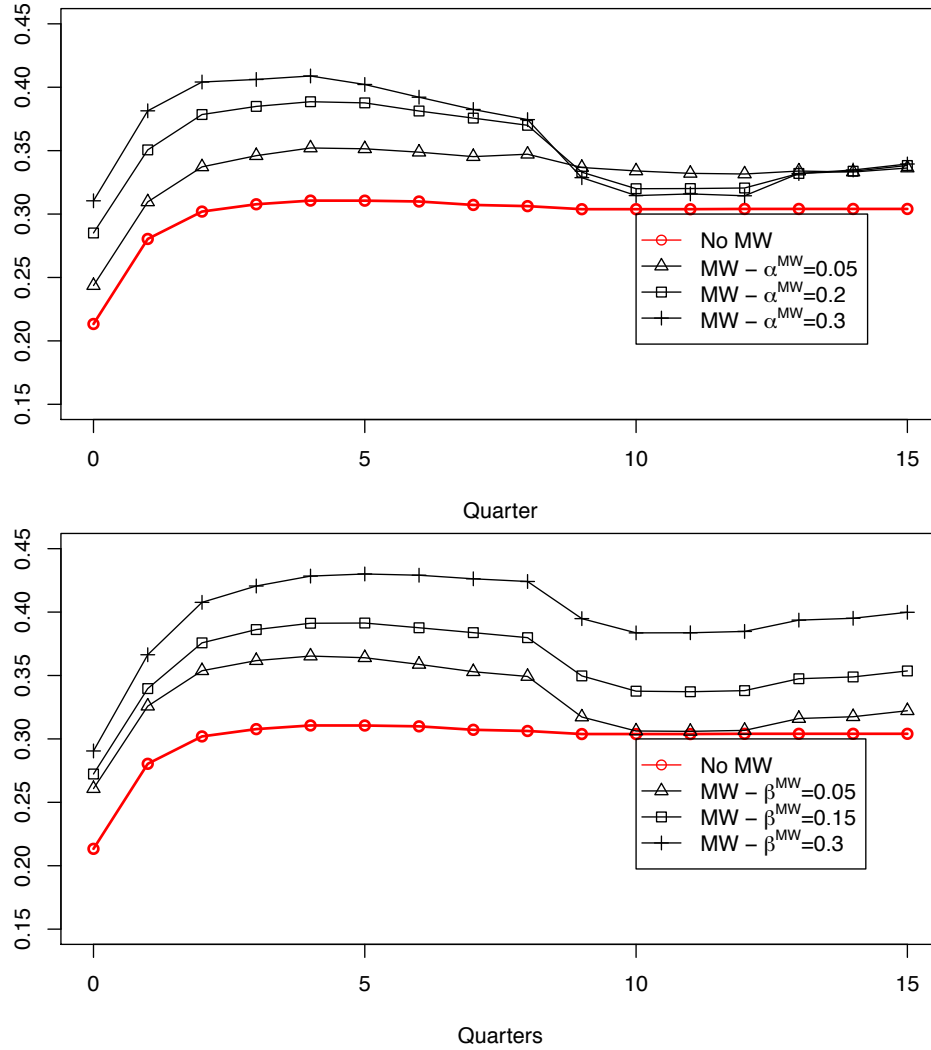 0.45
0.40
0.35
0.30
0.25
0.20
0.15
No MW
MW − α^MW=0.05
MW − α^MW=0.2
MW − α^MW=0.3
0 5 10 15
Quarter
0.45
0.40
0.35
0.30
0.25
0.20
0.15
No MW
MW − β^MW=0.05
MW − β^MW=0.15
MW − β^MW=0.3
0 5 10 15
Quarters